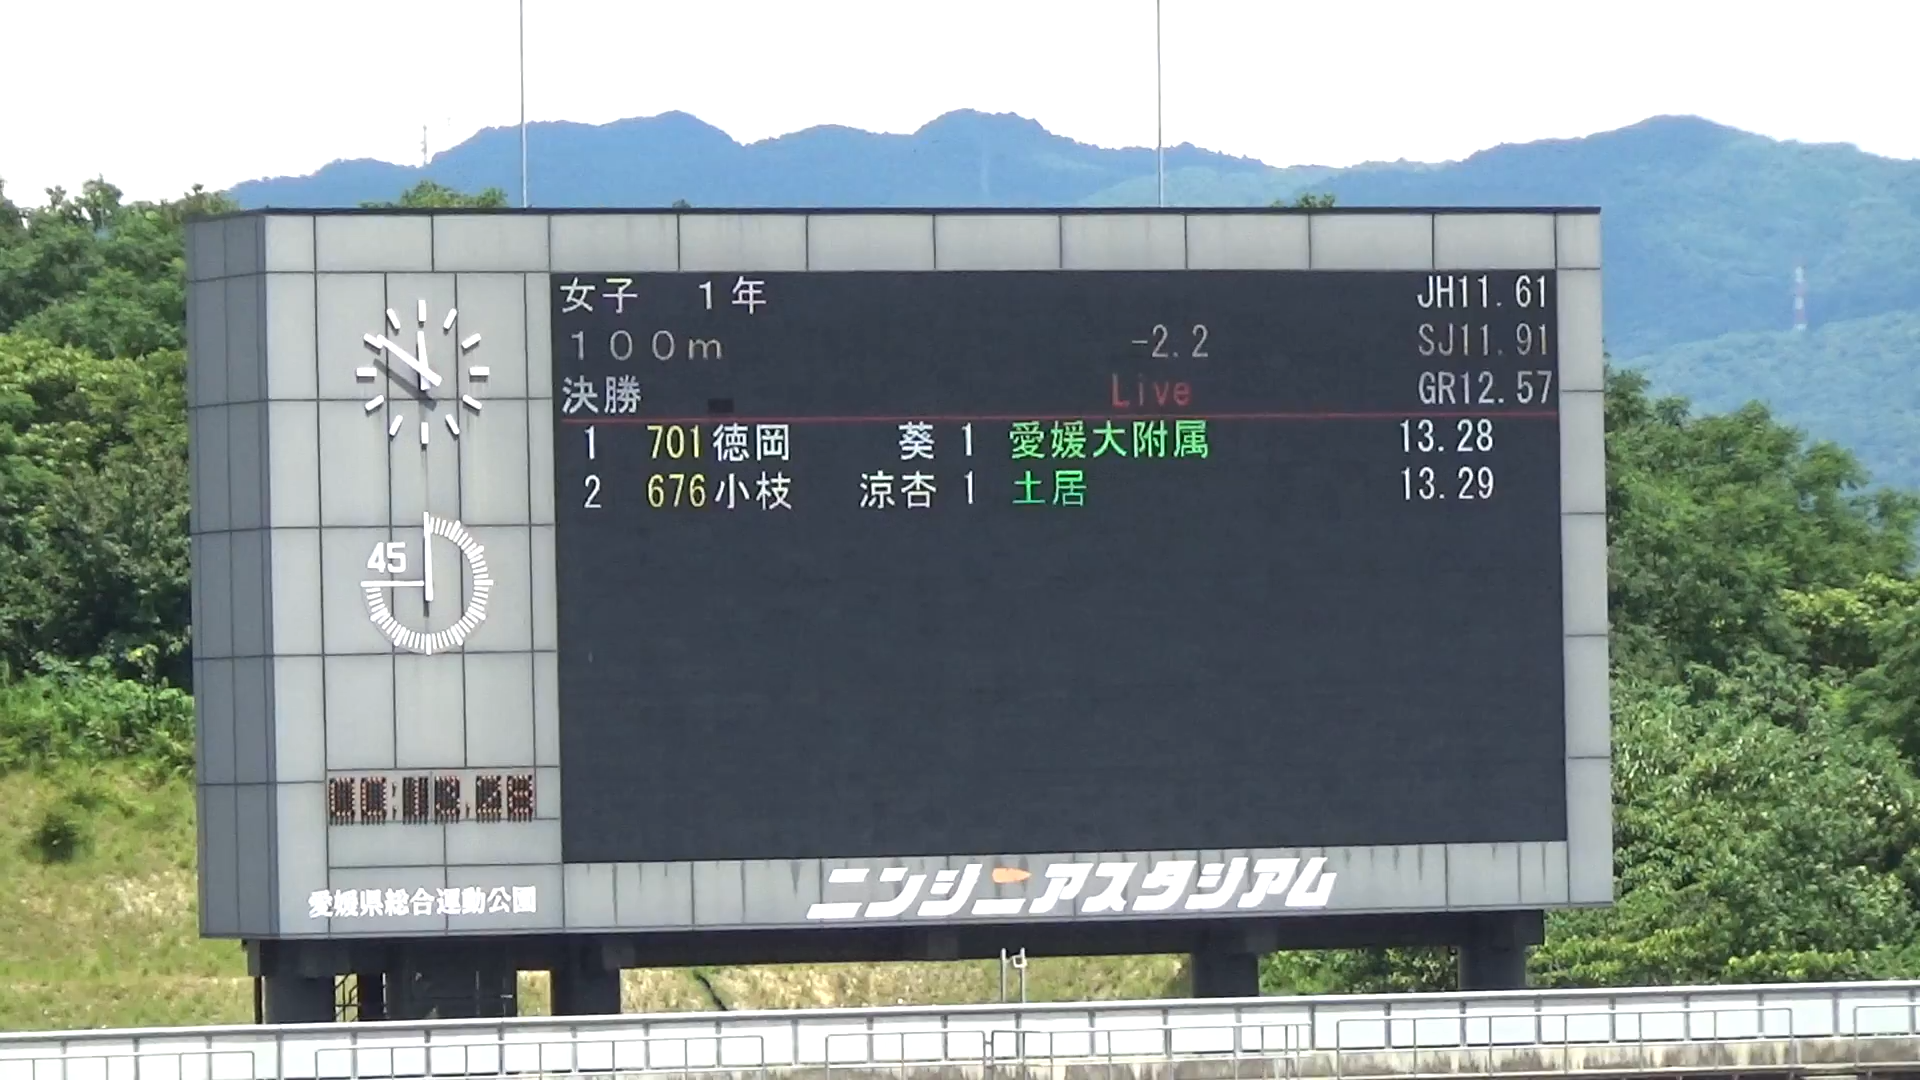 女子　１年 JH11.61
１００ｍ -2.2 SJ11.91
決勝 Live GR12.57
1 701 徳岡　葵 1 愛媛大附属 13.28
2 676 小枝　涼杏 1 土居 13.29
45
愛媛県総合運動公園
ニンジニアスタジアム